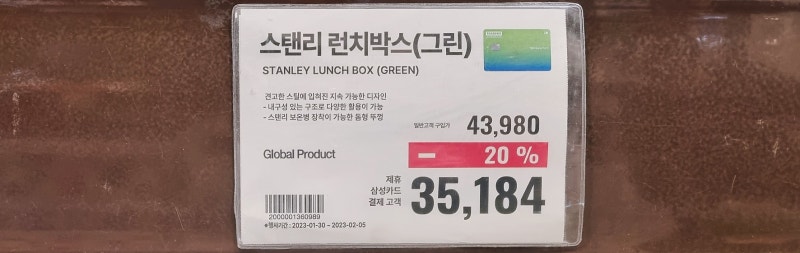 스탠리 런치박스(그린)
STANLEY LUNCH BOX (GREEN)
견고한 스틸에 입혀진 지속 가능한 디자인
- 내구성 있는 구조로 다양한 활용이 가능
- 스탠리 보온병 장착이 가능한 돔형 뚜껑
일반고객 구입가 43,980
Global Product
- 20 %
제휴
삼성카드
결제 고객
35,184
2000001360989
※행사기간 : 2023-01-30 ~ 2023-02-05